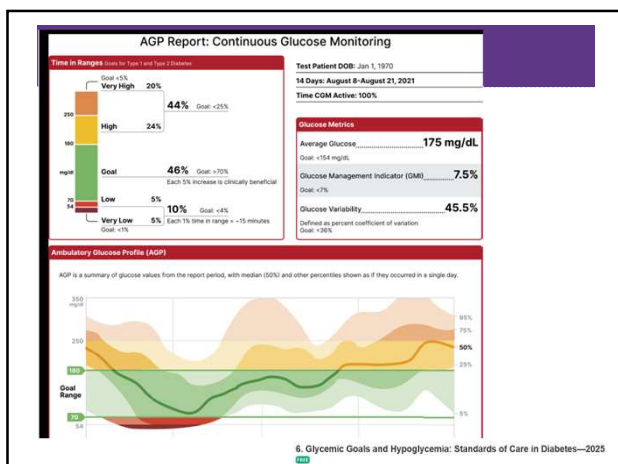 AGP Report: Continuous Glucose Monitoring
Time in Ranges Goals for Type 1 and Type 2 Diabetes
Goal <5%
Very High 20%
44% Goal: <25%
250
High 24%
180
mg/dL
Goal 46% Goal: >70%
Each 5% increase is clinically beneficial
Low 5%
70
54
10% Goal: <4%
Very Low 5% Each 1% time in range = ~15 minutes
Goal: <1%
Test Patient DOB: Jan 1, 1970
14 Days: August 8-August 21, 2021
Time CGM Active: 100%
Glucose Metrics
Average Glucose 175 mg/dL
Goal: <154 mg/dL
Glucose Management Indicator (GMI) 7.5%
Goal: <7%
Glucose Variability 45.5%
Defined as percent coefficient of variation
Goal: <36%
Ambulatory Glucose Profile (AGP)
AGP is a summary of glucose values from the report period, with median (50%) and other percentiles shown as if they occurred in a single day.
350
mg/dl
95%
75%
250
50%
25%
180
Goal
Range
5%
70
54
6. Glycemic Goals and Hypoglycemia: Standards of Care in Diabetes—2025
FREE